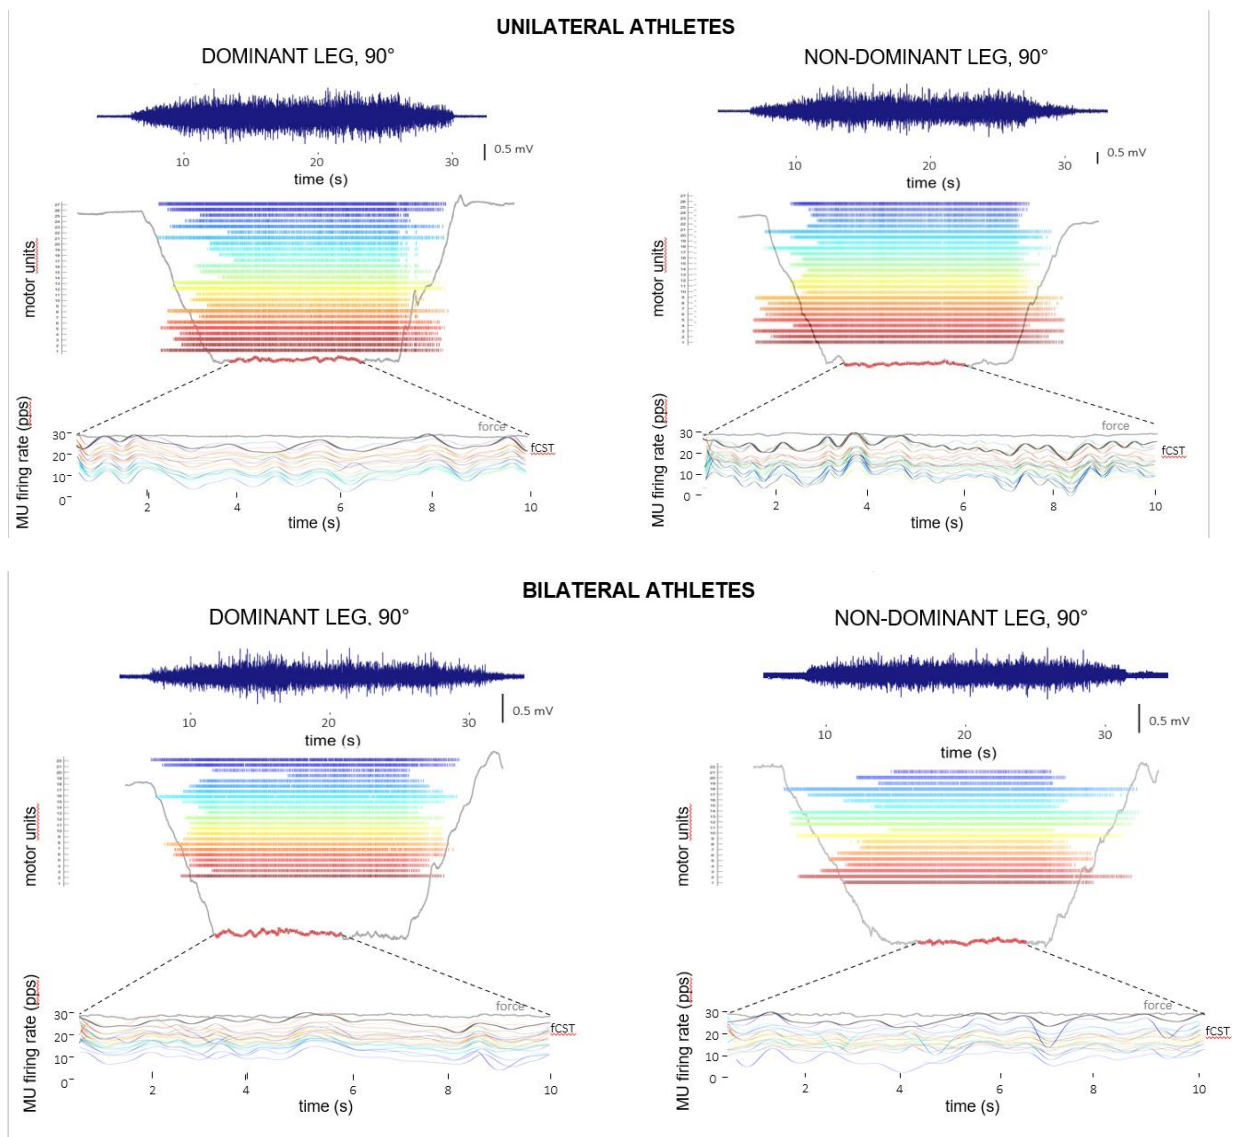 UNILATERAL ATHLETES
DOMINANT LEG, 90°
NON-DOMINANT LEG, 90°
10 20 30 0.5 mV
time (s)
10 20 30 0.5 mV
time (s)
motor units
motor units
MU firing rate (pps)
30 20 10 0
force
fCST
2 4 6 8 10
time (s)
MU firing rate (pps)
30 20 10 0
force
fCST
2 4 6 8 10
time (s)
BILATERAL ATHLETES
DOMINANT LEG. 90°
NON-DOMINANT LEG, 90°
10 20 30 0.5 mV
time (s)
10 20 30 0.5 mV
time (s)
motor units
motor units
MU firing rate (pps)
30 20 10 0
force
fCST
2 4 6 8 10
time (s)
MU firing rate (pps)
30 20 10 0
force
fCST
2 4 6 8 10
time (s)